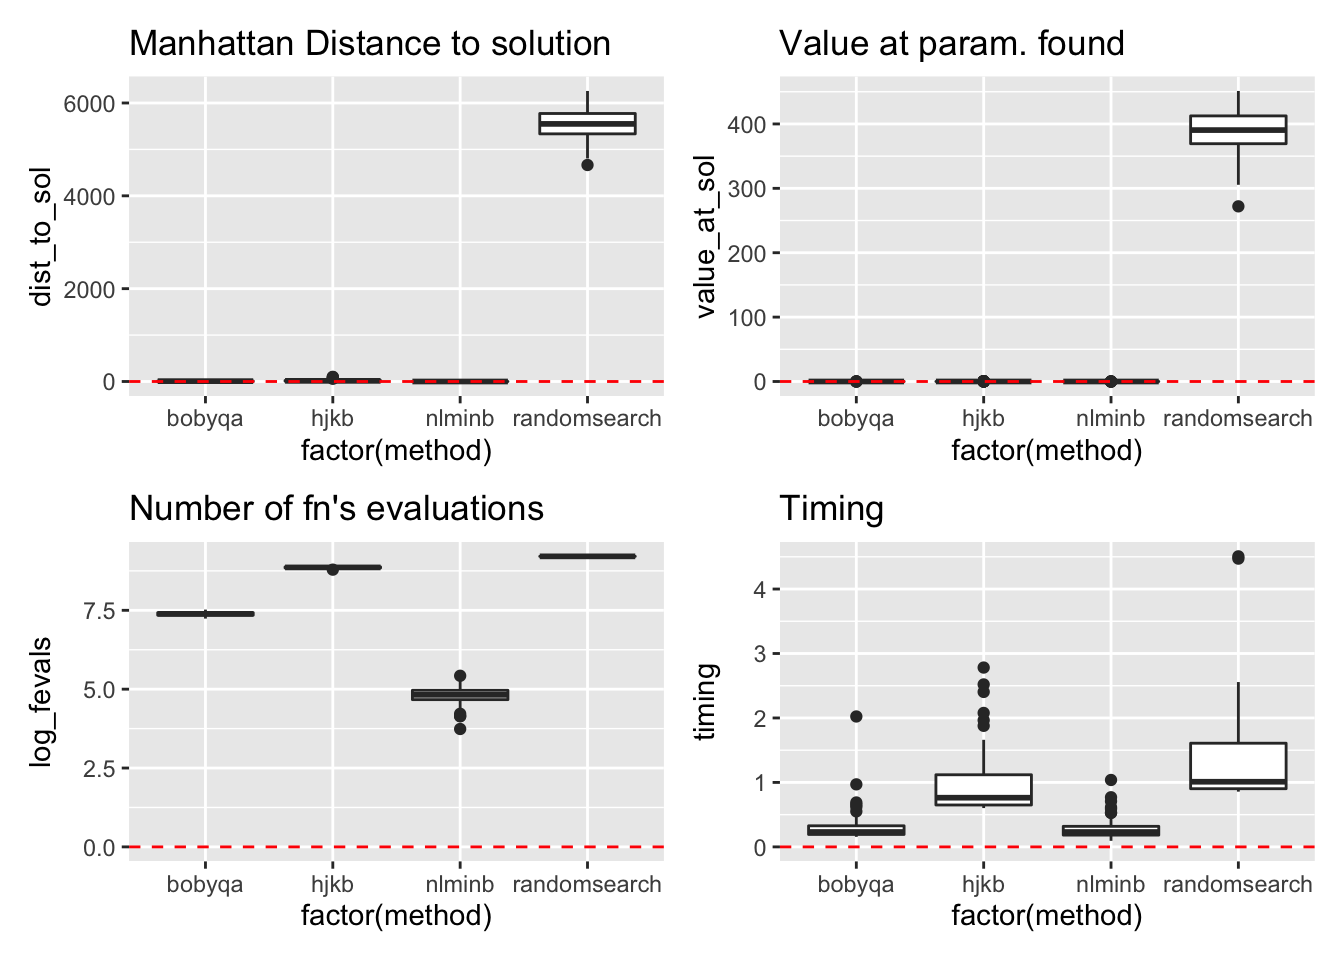 Manhattan Distance to solution
dist_to_sol
6000
4000
2000
0
bobyqa hjkb nlminb randomsearch
factor(method)
Value at param. found
value_at_sol
400
300
200
100
0
bobyqa hjkb nlminb randomsearch
factor(method)
Number of fn's evaluations
log_fevals
7.5
5.0
2.5
0.0
bobyqa hjkb nlminb randomsearch
factor(method)
Timing
timing
4
3
2
1
0
bobyqa hjkb nlminb randomsearch
factor(method)